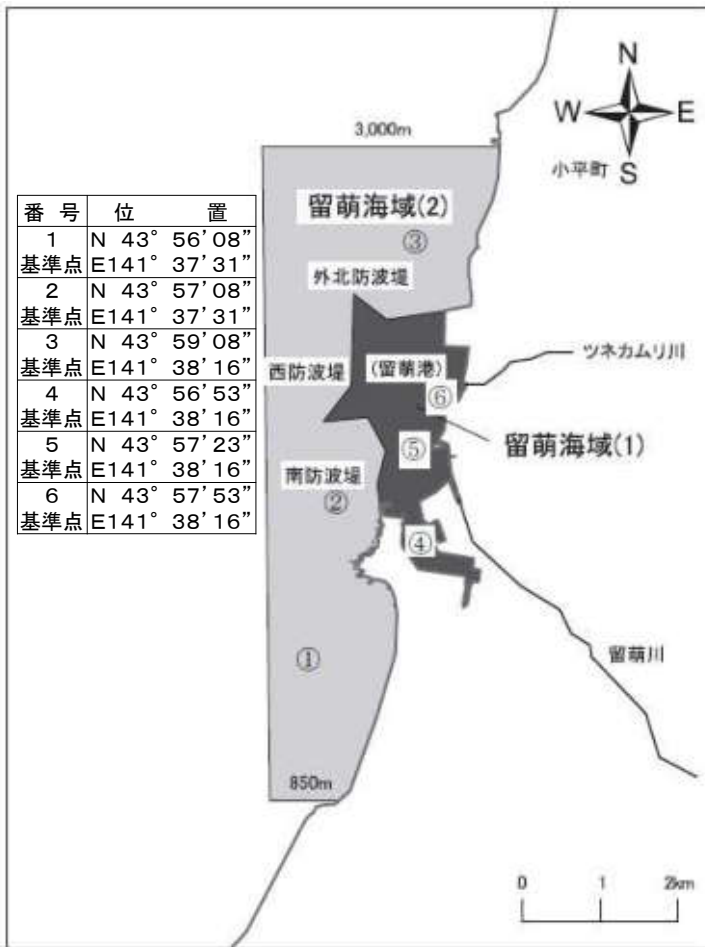 N
W E
S
3,000m
小平町
留萌海域(2)
③
外北防波堤
番 号 位 置
1 N 43° 56’08”
基準点 E141° 37’31”
2 N 43° 57’08”
基準点 E141° 37’31”
3 N 43° 59’08”
基準点 E141° 38’16”
4 N 43° 56’53”
基準点 E141° 38’16”
5 N 43° 57’23”
基準点 E141° 38’16”
6 N 43° 57’53”
基準点 E141° 38’16”
ツネカムリ川
西防波堤
(留萌港)
⑥
留萌海域(1)
⑤
南防波堤
②
④
①
留萌川
850m
0 1 2km